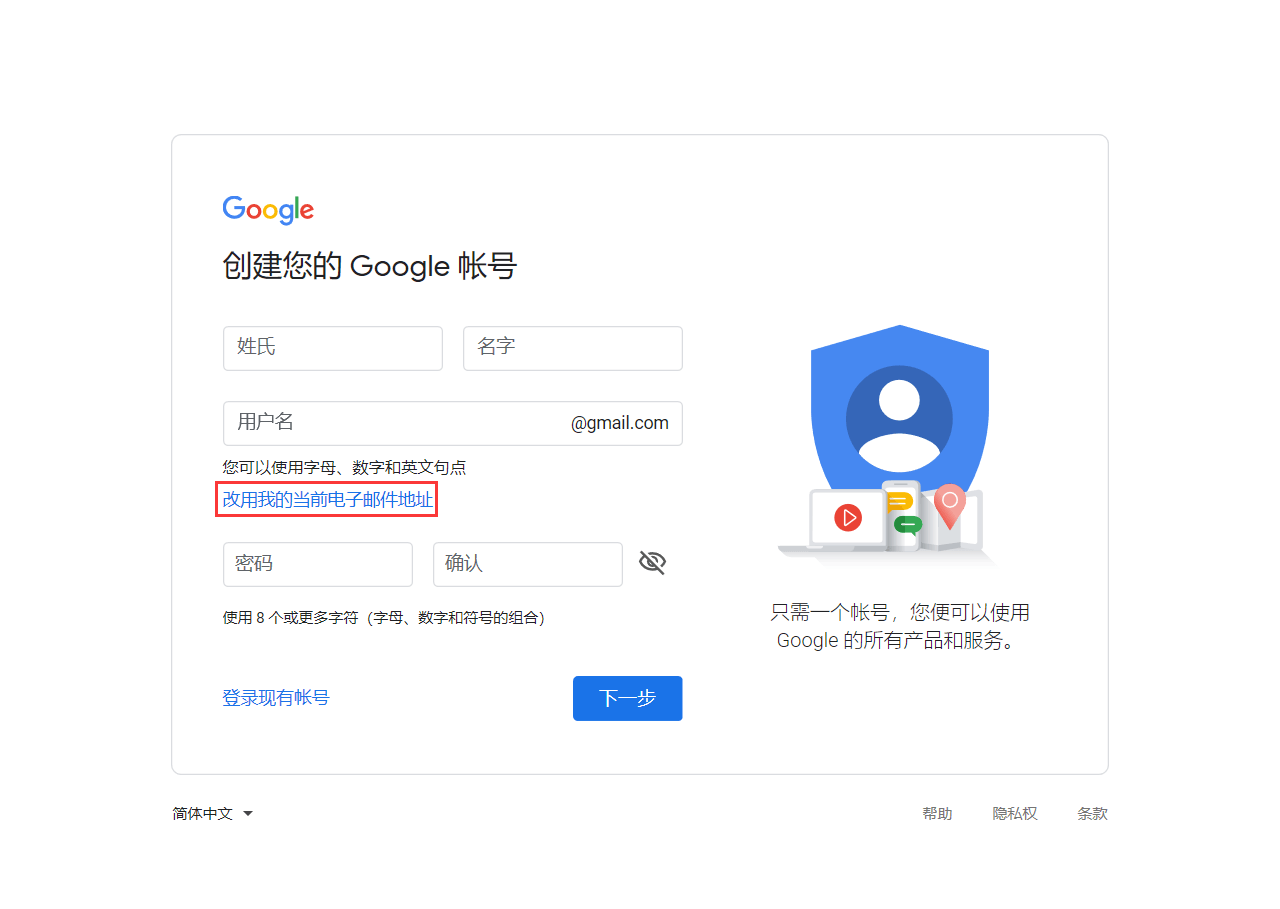 Google
创建您的 Google 帐号
姓氏
名字
用户名
@gmail.com
您可以使用字母、数字和英文句点
改用我的当前电子邮件地址
密码
确认
使用 8 个或更多字符（字母、数字和符号的组合）
登录现有帐号
下一步
只需一个帐号，您便可以使用
Google 的所有产品和服务。
简体中文
帮助
隐私权
条款